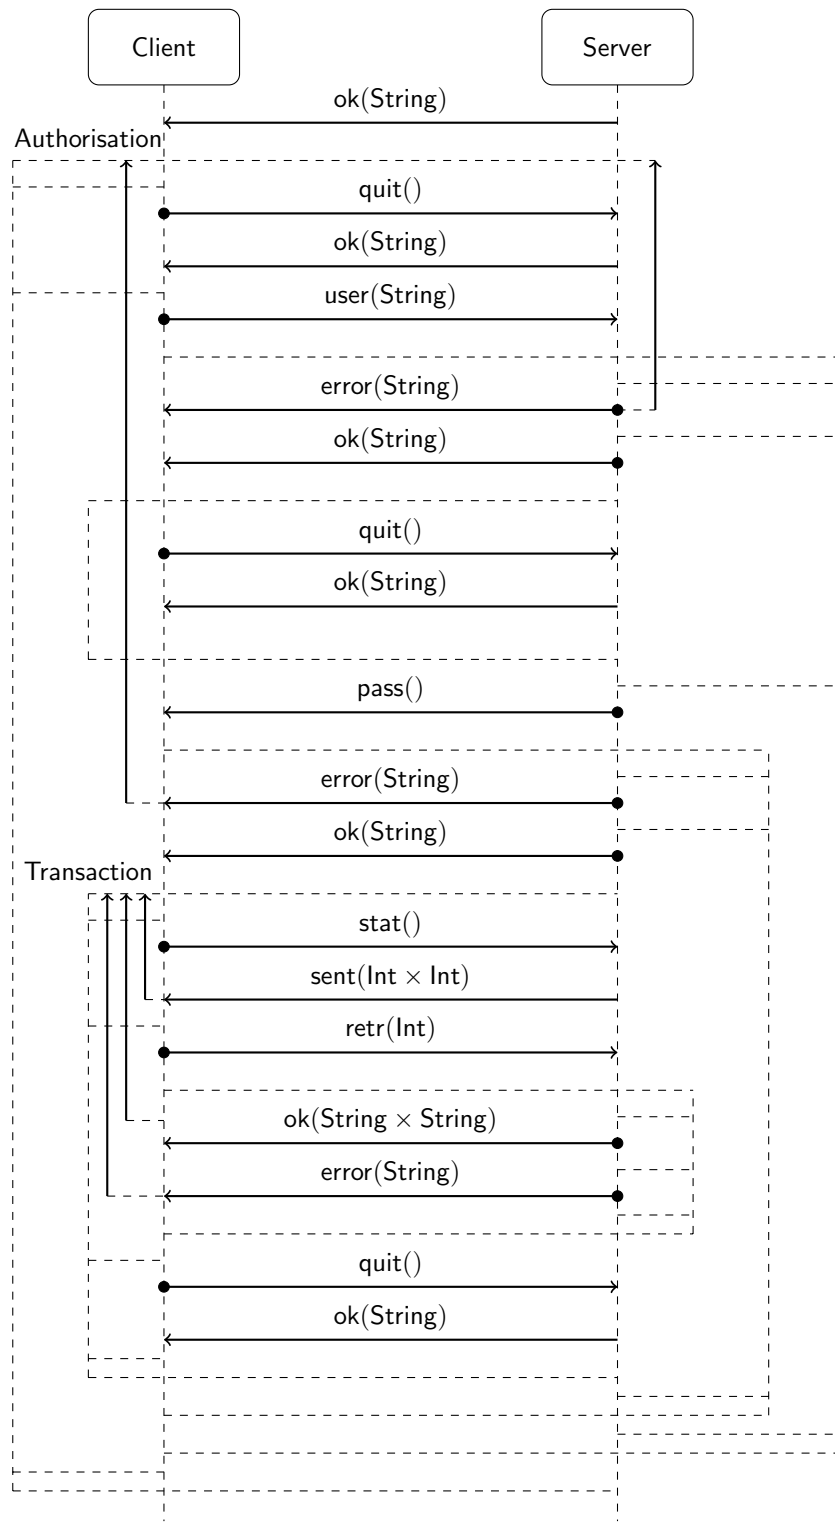 Client
Server
ok(String)
Authorisation
quit()
ok(String)
user(String)
error(String)
ok(String)
quit()
ok(String)
pass()
error(String)
ok(String)
Transaction
stat()
sent(Int × Int)
retr(Int)
ok(String × String)
error(String)
quit()
ok(String)